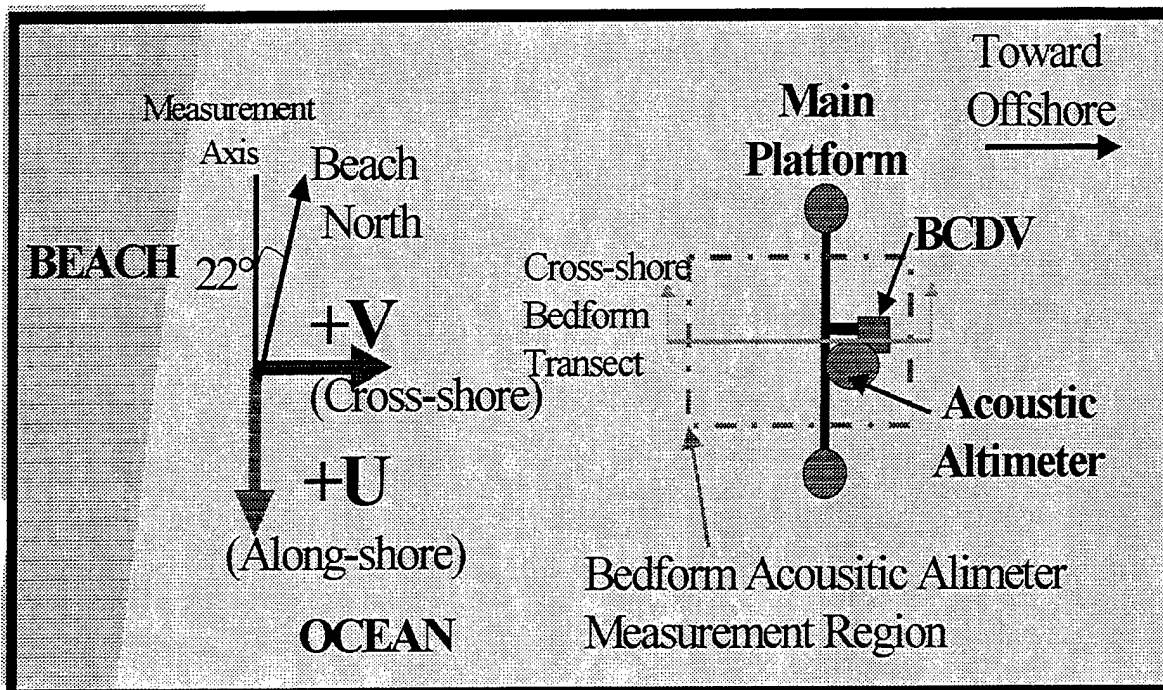 Measurement
Axis
Beach
North
BEACH
22°
+V
(Cross-shore)
+U
(Along-shore)
OCEAN
Main
Platform
Toward
Offshore
BCDV
Cross-shore
Bedform
Transect
Acoustic
Altimeter
Bedform Acousitic Alimeter
Measurement Region